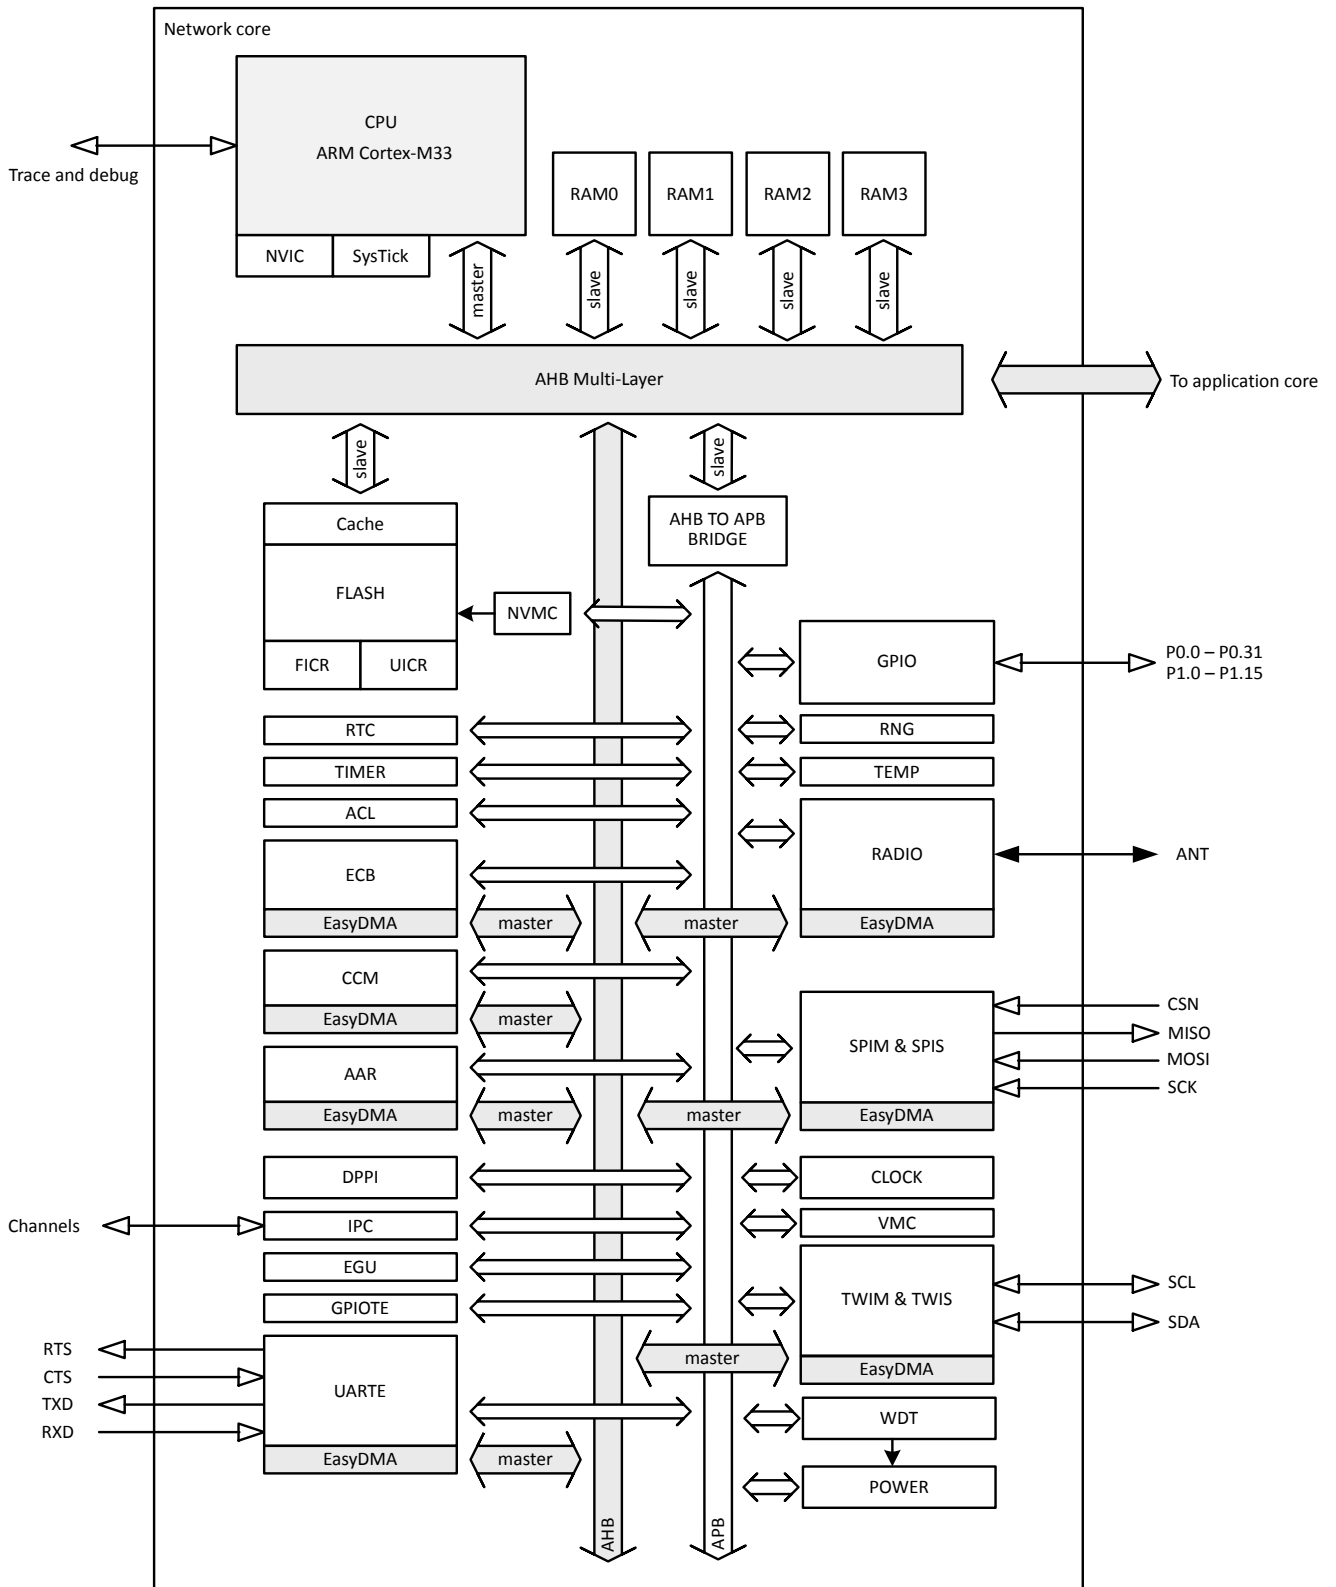 Network core
CPU
ARM Cortex-M33
Trace and debug
NVIC
SysTick
RAM0
RAM1
RAM2
RAM3
master
slave
slave
slave
slave
AHB Multi-Layer
To application core
slave
slave
Cache
FLASH
FICR
UICR
NVMC
AHB TO APB
BRIDGE
GPIO
P0.0 – P0.31
P1.0 – P1.15
RTC
RNG
TIMER
TEMP
ACL
ECB
EasyDMA
master
master
RADIO
EasyDMA
ANT
CCM
EasyDMA
master
AAR
EasyDMA
master
master
SPIM & SPIS
EasyDMA
CSN
MISO
MOSI
SCK
DPPI
CLOCK
Channels
IPC
VMC
EGU
GPIOTE
TWIM & TWIS
EasyDMA
master
SCL
SDA
RTS
CTS
TXD
RXD
UARTE
EasyDMA
master
WDT
POWER
AHB
APB